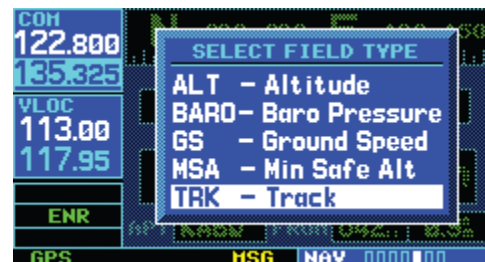 COM
122.800
135.325
VLOC
113.00
117.95
ENR
GPS
SELECT FIELD TYPE
ALT – Altitude
BARO– Baro Pressure
GS – Ground Speed
MSA – Min Safe Alt
TRK – Track
MSG NAV